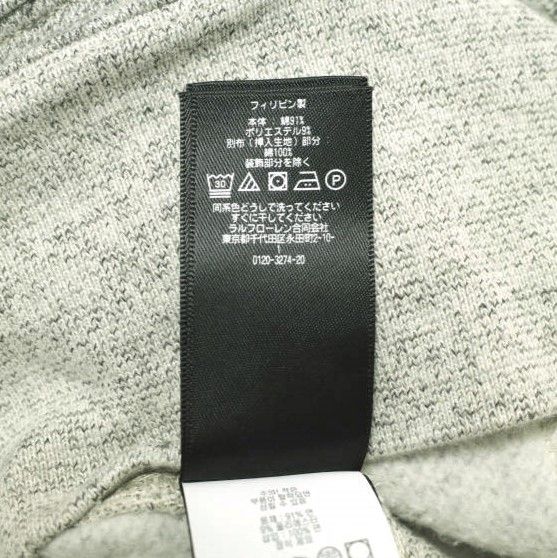 フィリピン製
本体：綿91%
ポリエステル9%
別布（挿入生地）部分
綿100%
装飾部分を除く
30 P
同系色どうしで洗ってください
すぐに干してください
ラルフローレン合同会社
東京都千代田区永田町2-10-
0120-3274-20